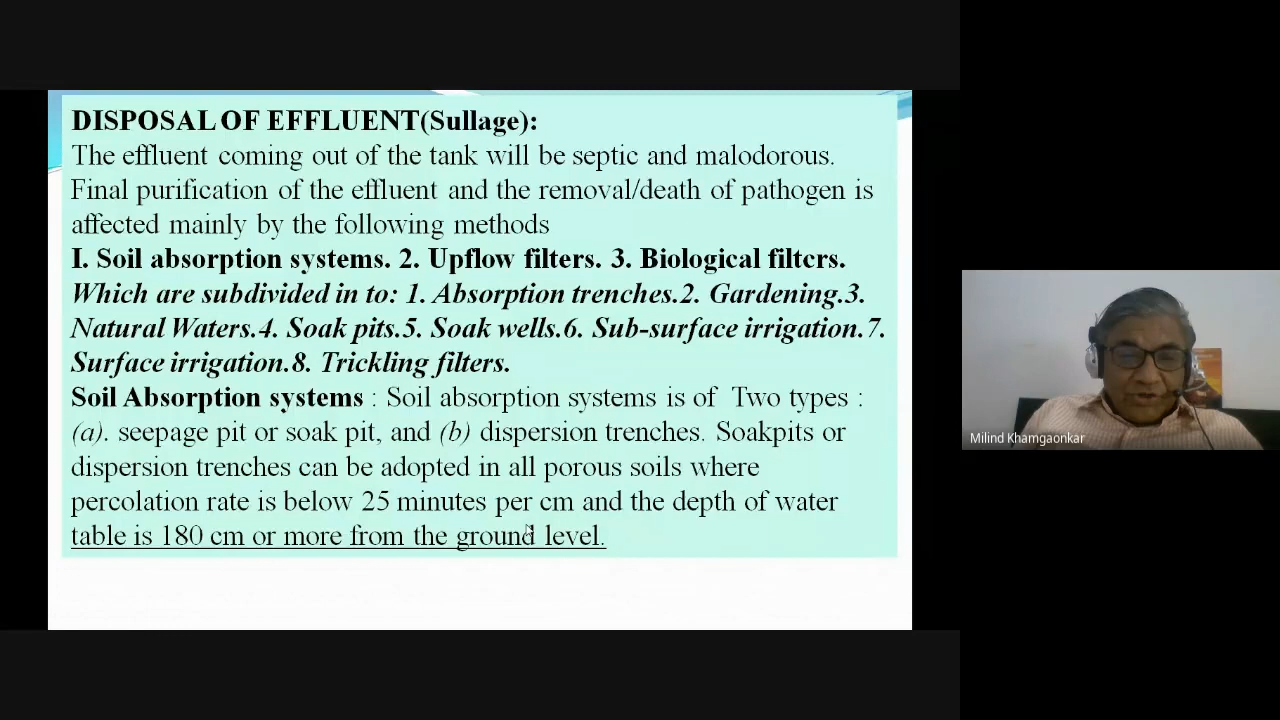 DISPOSAL OF EFFLUENT(Sullage):
The effluent coming out of the tank will be septic and malodorous.
Final purification of the effluent and the removal/death of pathogen is
affected mainly by the following methods
I. Soil absorption systems. 2. Upflow filters. 3. Biological filtcrs.
Which are subdivided in to: 1. Absorption trenches.2. Gardening.3.
Natural Waters.4. Soak pits.5. Soak wells.6. Sub-surface irrigation.7.
Surface irrigation.8. Trickling filters.
Soil Absorption systems : Soil absorption systems is of Two types :
(a). seepage pit or soak pit, and (b) dispersion trenches. Soakpits or
dispersion trenches can be adopted in all porous soils where
percolation rate is below 25 minutes per cm and the depth of water
table is 180 cm or more from the ground level.
Milind Khamgaonkar